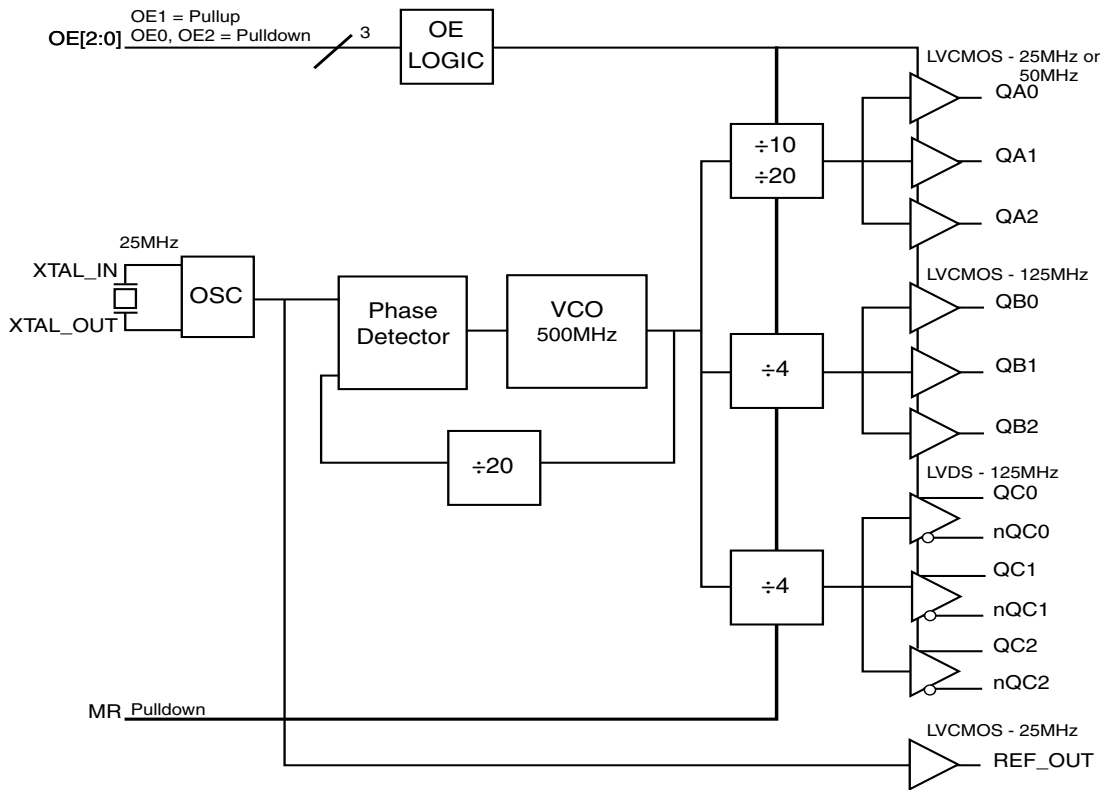 OE1 = Pullup
OE[2:0]
OE0, OE2 = Pulldown
3
OE
LOGIC
LVCMOS - 25MHz or
50MHz
QA0
÷10
÷20
QA1
QA2
25MHz
XTAL_IN
XTAL_OUT
OSC
Phase
Detector
VCO
500MHz
÷20
LVCMOS - 125MHz
QB0
÷4
QB1
QB2
LVDS - 125MHz
QC0
nQC0
÷4
QC1
nQC1
QC2
nQC2
MR
Pulldown
LVCMOS - 25MHz
REF_OUT